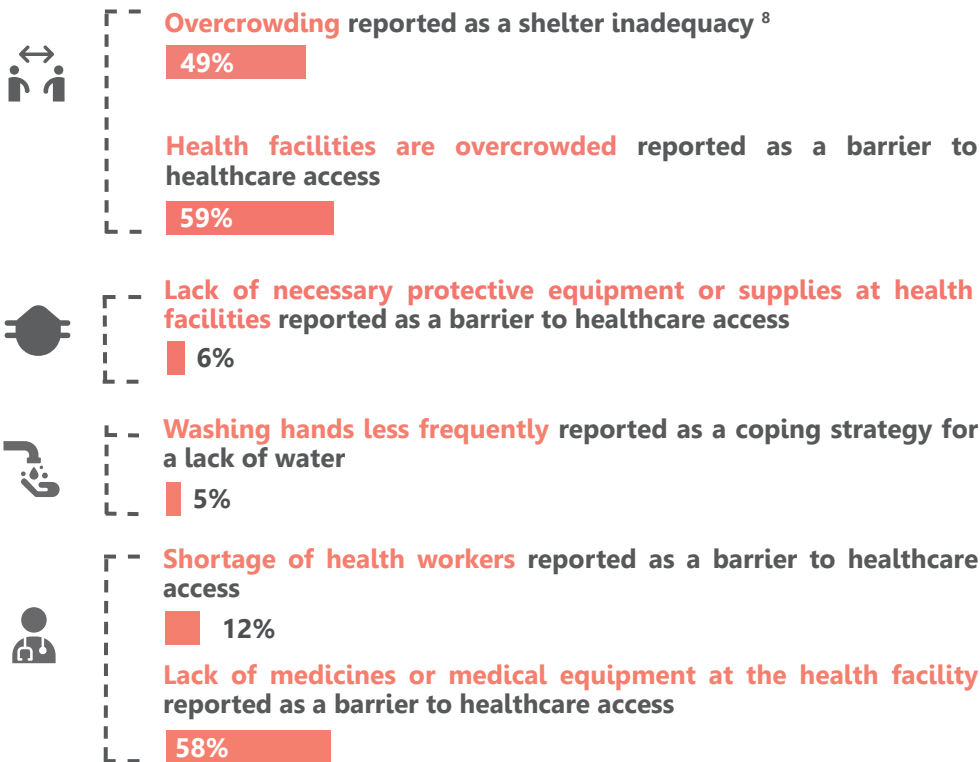 Overcrowding reported as a shelter inadequacy 8
49%
Health facilities are overcrowded reported as a barrier to
healthcare access
59%
Lack of necessary protective equipment or supplies at health
facilities reported as a barrier to healthcare access
6%
Washing hands less frequently reported as a coping strategy for
a lack of water
5%
Shortage of health workers reported as a barrier to healthcare
access
12%
Lack of medicines or medical equipment at the health facility
reported as a barrier to healthcare access
58%